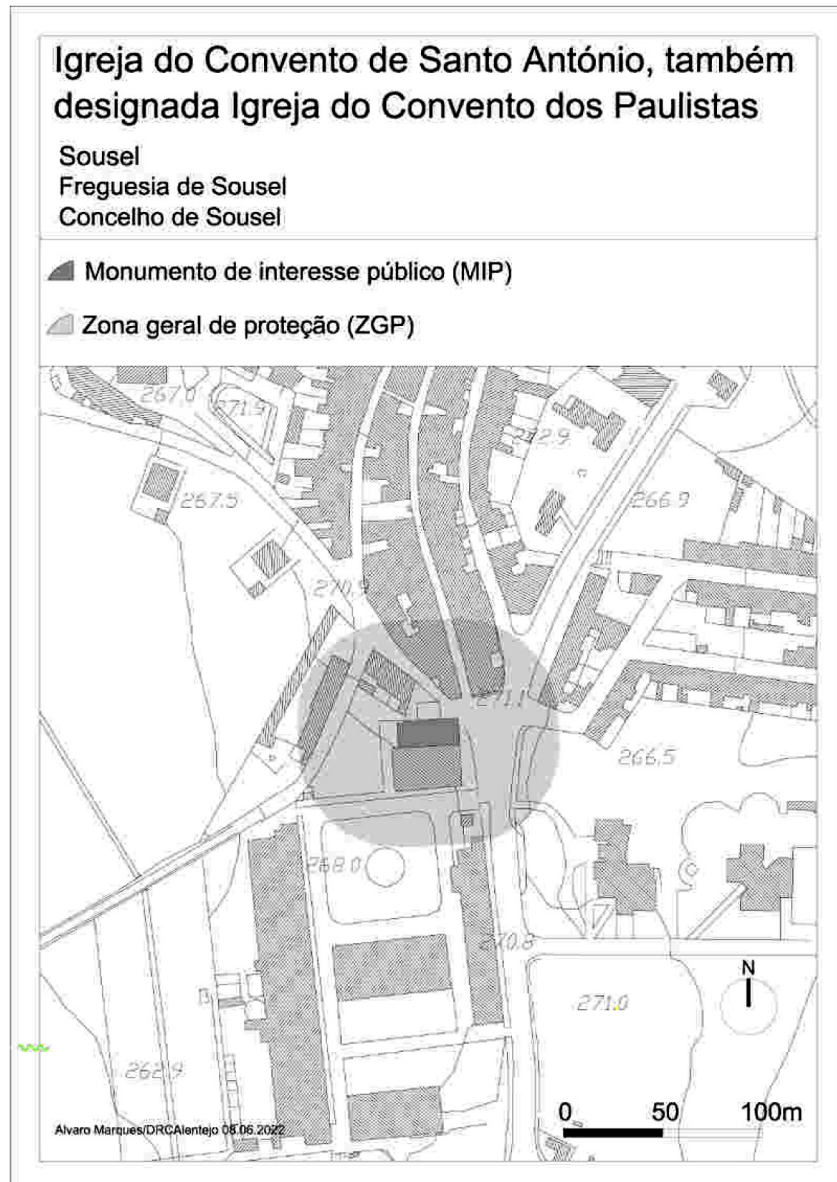 Igreja do Convento de Santo António, também
designada Igreja do Convento dos Paulistas
Sousel
Freguesia de Sousel
Concelho de Sousel
Monumento de interesse público (MIP)
Zona geral de proteção (ZGP)
267.0
271.5
272.9
267.5
266.9
270.9
271.1
266.5
268.0
270.8
N
271.0
262.9
0 50 100m
Alvaro Marques/DRCAlentejo 08.06.2022